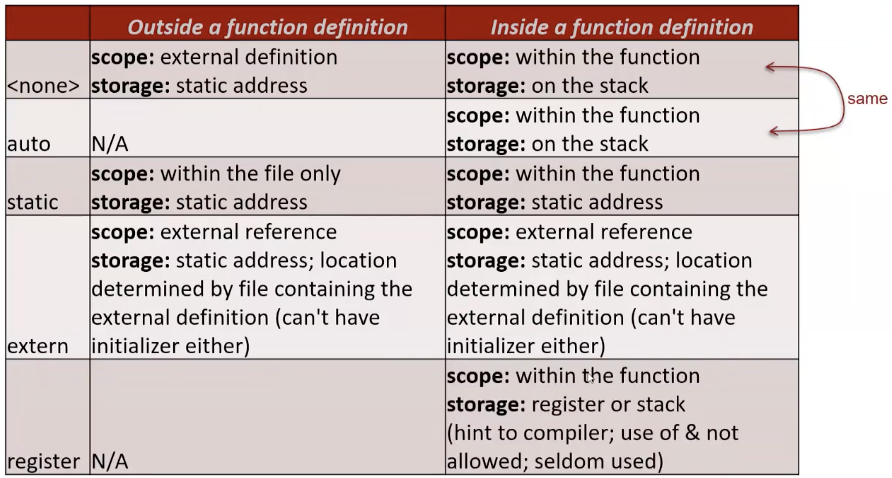 Outside a function definition
Inside a function definition
<none>
scope: external definition
storage: static address
scope: within the function
storage: on the stack
same
auto
N/A
scope: within the function
storage: on the stack
static
scope: within the file only
storage: static address
scope: within the function
storage: static address
extern
scope: external reference
storage: static address; location
determined by file containing the
external definition (can't have
initializer either)
scope: external reference
storage: static address; location
determined by file containing the
external definition (can't have
initializer either)
register
N/A
scope: within the function
storage: register or stack
(hint to compiler; use of & not
allowed; seldom used)